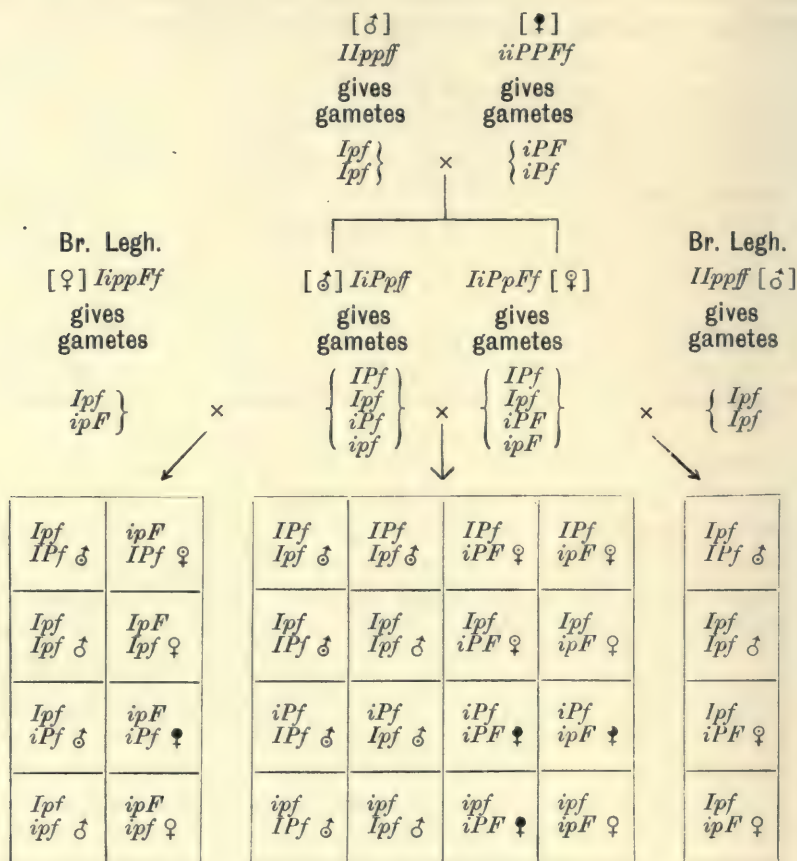 [♂] [♀]
IIppff iiPPFf
gives gives
gametes gametes
Ipf } { iPF
Ipf } × { iPf
Br. Legh. Br. Legh.
[♀] IippFf [♂] IiPpff IiPpFf [♀] IIppff [♂]
gives gives gives gives
gametes gametes gametes gametes
IPf IPf
Ipf } Ipf Ipf { Ipf
ipF } × { iPf } × { iPF } × { Ipf
ipf ipF
Ipf ipF IPf IPf IPf IPf Ipf
IPf ♂ IPf ♀ Ipf ♂ Ipf ♂ iPF ♀ ipF ♀ IPf ♂
Ipf IpF Ipf Ipf Ipf Ipf Ipf
Ipf ♂ Ipf ♀ IPf ♂ Ipf ♂ iPF ♀ ipF ♀ Ipf ♂
Ipf ipF iPf iPf iPf iPf Ipf
iPf ♂ iPf ♀ IPf ♂ Ipf ♂ iPF ♀ ipF ♀ iPF ♀
Ipf ipF ipf ipf ipf ipf Ipf
ipf ♂ ipf ♀ IPf ♂ Ipf ♂ iPF ♀ ipF ♀ ipF ♀